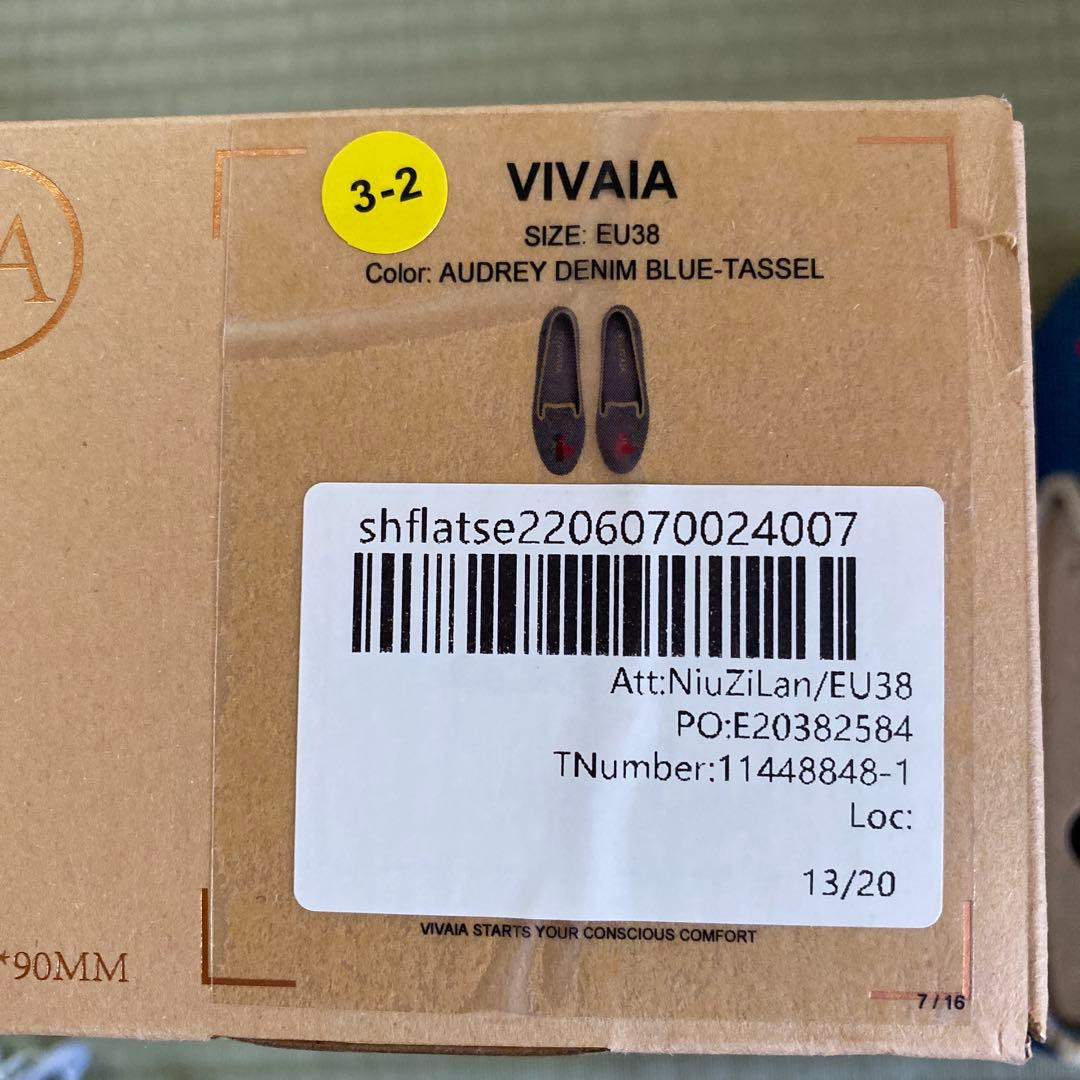 A
3-2
VIVAIA
SIZE: EU38
Color: AUDREY DENIM BLUE-TASSEL
shflatse2206070024007
Att:NiuZiLan/EU38
PO:E20382584
TNumber:11448848-1
Loc:
13/20
VIVAIA STARTS YOUR CONSCIOUS COMFORT
*90MM
7 / 16